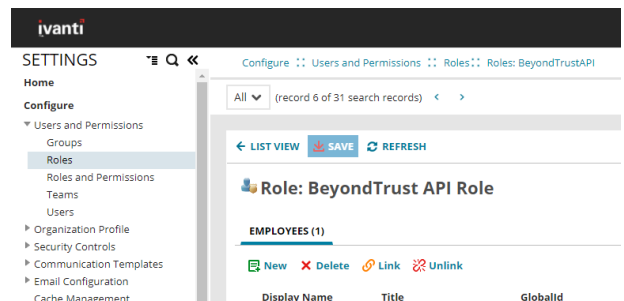 ivanti
SETTINGS
Configure :: Users and Permissions :: Roles:: Roles: BeyondTrustAPI
Home
Configure
All (record 6 of 31 search records) < >
Users and Permissions
Groups
Roles
Roles and Permissions
Teams
Users
Organization Profile
Security Controls
Communication Templates
Email Configuration
Cache Management
LIST VIEW SAVE REFRESH
Role: BeyondTrust API Role
EMPLOYEES (1)
New Delete Link Unlink
Display Name Title GlobalId